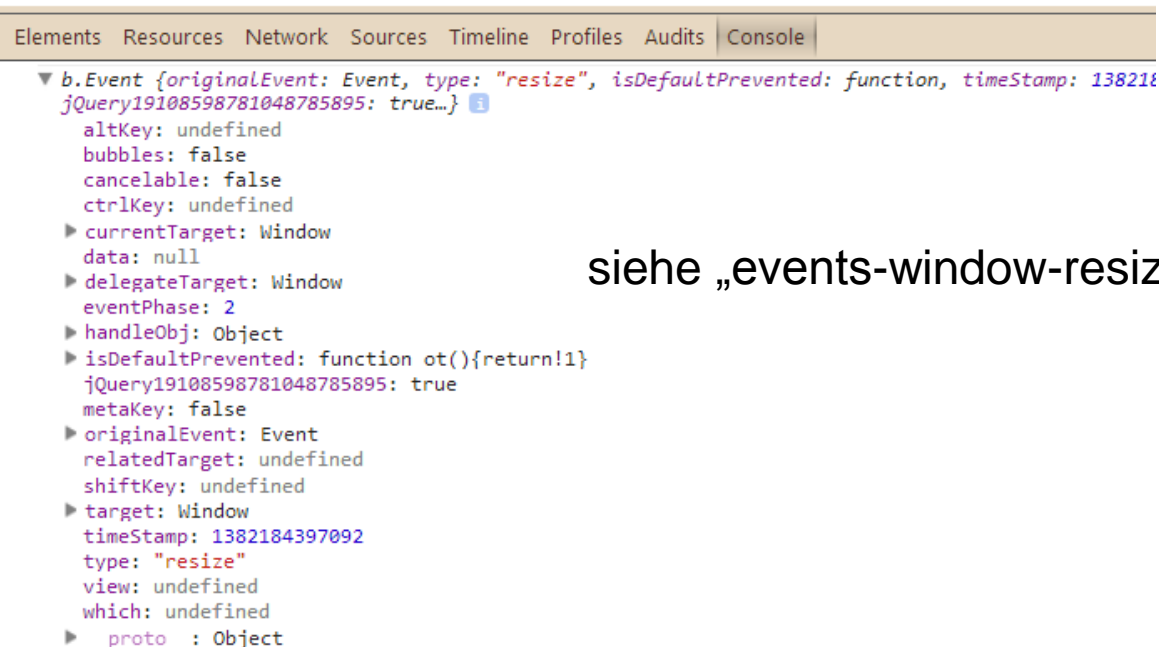 Elements Resources Network Sources Timeline Profiles Audits Console
b.Event {originalEvent: Event, type: "resize", isDefaultPrevented: function, timeStamp: 138218
jQuery19108598781048785895: true…}
altKey: undefined
bubbles: false
cancelable: false
ctrlKey: undefined
currentTarget: Window
data: null
siehe „events-window-resiz
delegateTarget: Window
eventPhase: 2
handleObj: Object
isDefaultPrevented: function ot(){return!1}
jQuery19108598781048785895: true
metaKey: false
originalEvent: Event
relatedTarget: undefined
shiftKey: undefined
target: Window
timeStamp: 1382184397092
type: "resize"
view: undefined
which: undefined
proto : Object